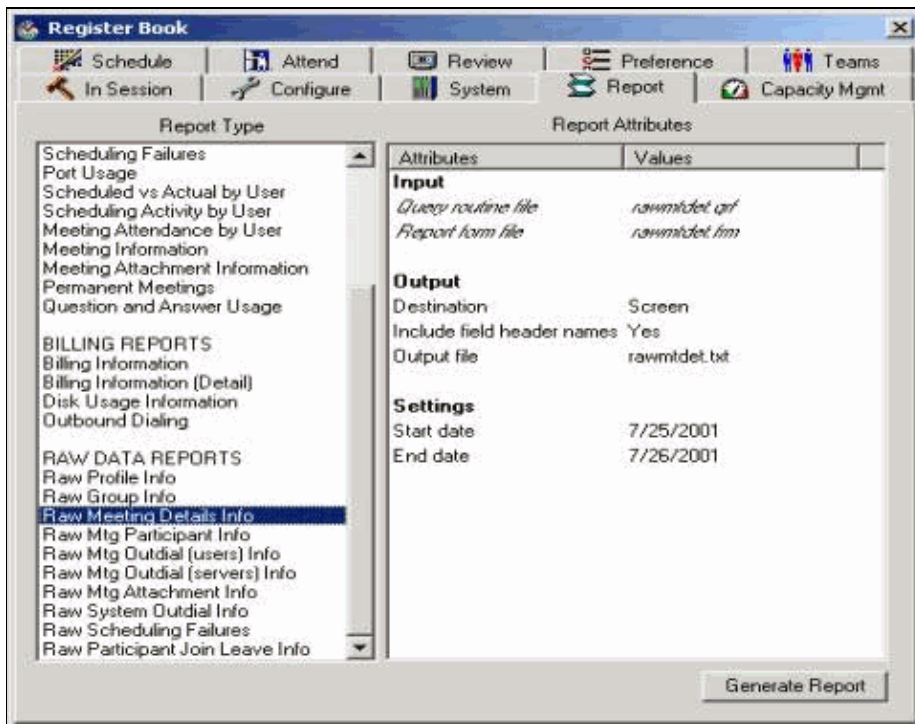 Register Book
Schedule
Attend
Review
Preference
Teams
In Session
Configure
System
Report
Capacity Mgmt
Report Type
Scheduling Failures
Port Usage
Scheduled vs Actual by User
Scheduling Activity by User
Meeting Attendance by User
Meeting Information
Meeting Attachment Information
Permanent Meetings
Question and Answer Usage
BILLING REPORTS
Billing Information
Billing Information (Detail)
Disk Usage Information
Outbound Dialing
RAW DATA REPORTS
Raw Profile Info
Raw Group Info
Raw Meeting Details Info
Raw Mtg Participant Info
Raw Mtg Outdial (users) Info
Raw Mtg Outdial (servers) Info
Raw Mtg Attachment Info
Raw System Outdial Info
Raw Scheduling Failures
Raw Participant Join Leave Info
Report Attributes
Attributes Values
Input
Query routine file rawmtdet.qrf
Report form file rawmtdet.frm
Output
Destination Screen
Include field header names Yes
Output file rawmtdet.txt
Settings
Start date 7/25/2001
End date 7/26/2001
Generate Report